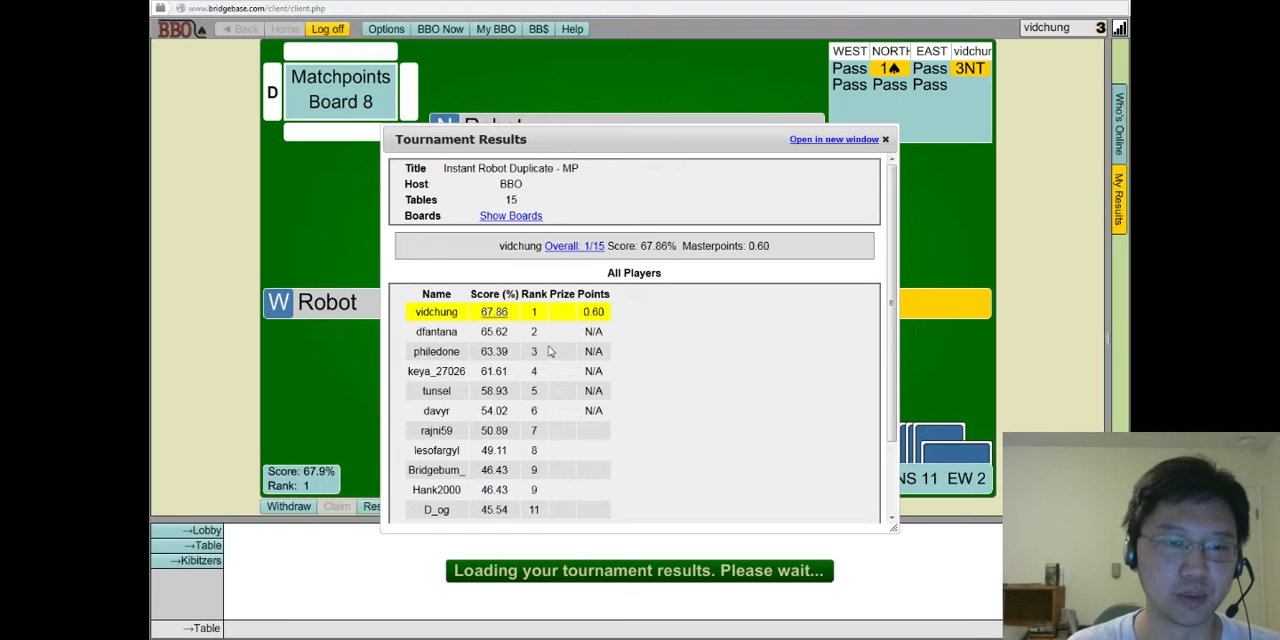 www.bridgebase.com/client/client.php
BBO Back Home Log off Options BBO Now My BBO BB$ Help vidchung 3
Matchpoints
Board 8
D
WEST NORTH EAST vidchur
Pass 1♠ Pass 3NT
Pass Pass Pass
Who's Online
My Results
N Robot
W Robot
Tournament Results Open in new window ×
Title Instant Robot Duplicate - MP
Host BBO
Tables 15
Boards Show Boards
vidchung Overall: 1/15 Score: 67.86% Masterpoints: 0.60
All Players
Name Score (%) Rank Prize Points
vidchung 67.86 1 0.60
dfantana 65.62 2 N/A
philedone 63.39 3 N/A
keya_27026 61.61 4 N/A
tunsel 58.93 5 N/A
davyr 54.02 6 N/A
rajni59 50.89 7
lesofargyl 49.11 8
Bridgebum_ 46.43 9
Hank2000 46.43 9
D_og 45.54 11
Score: 67.9%
Rank: 1
NS 11 EW 2
Withdraw Claim Res
→Lobby
→Table
→Kibitzers
Loading your tournament results. Please wait...
→Table